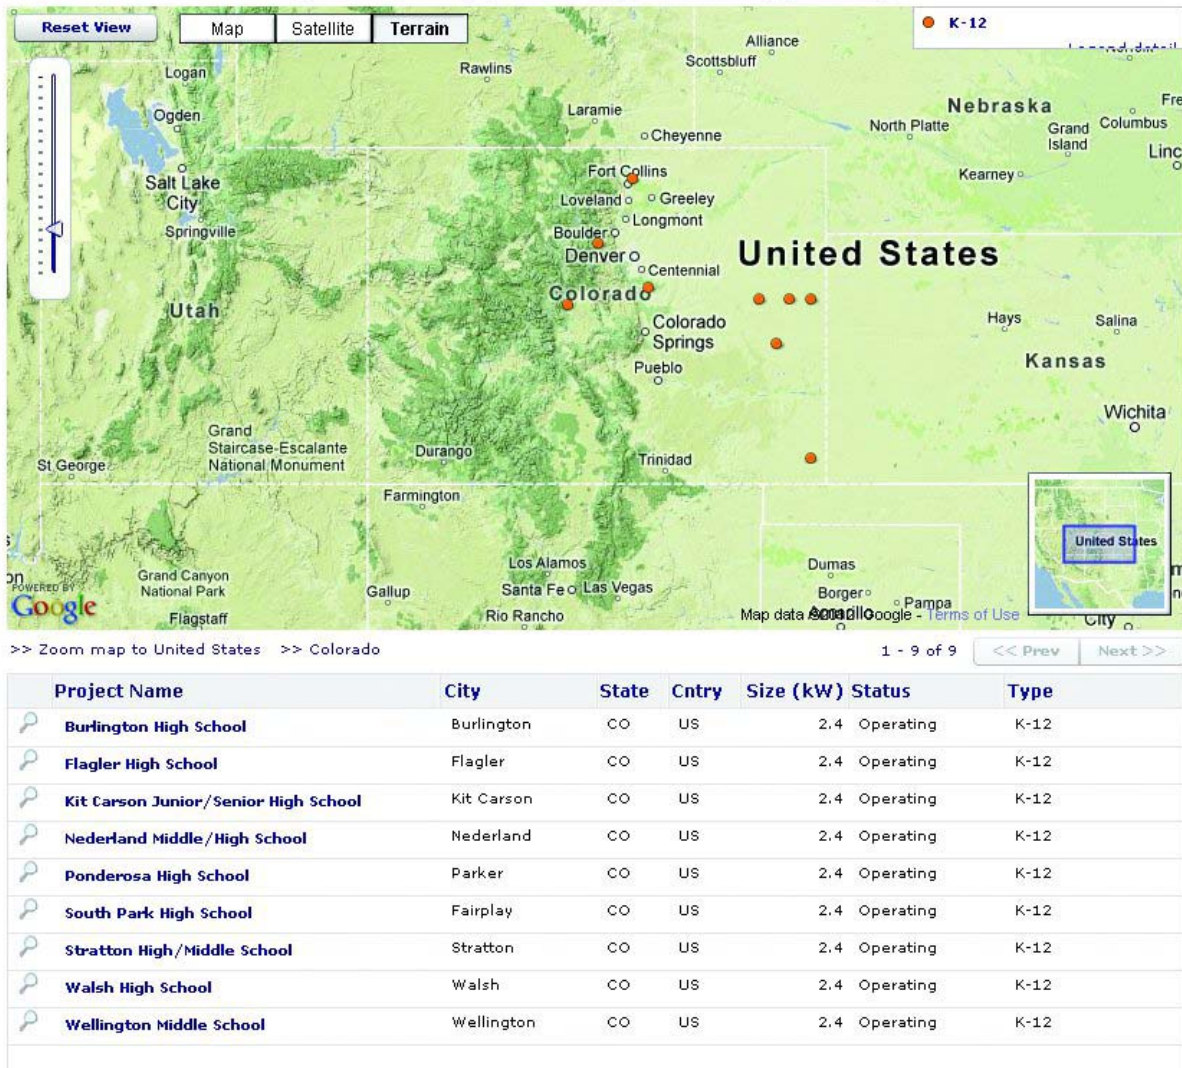 Reset View
Map
Satellite
Terrain
K-12
Alliance
Scottsbluff
Logan
Rawlins
Ogden
Laramie
Nebraska
Fre
North Platte
Grand
Island
Columbus
Cheyenne
Linc
Fort Collins
Kearney
Salt Lake
City
Loveland
Greeley
Longmont
Springville
Boulder
Denver
United States
Centennial
Colorado
Utah
Hays
Salina
Colorado
Springs
Kansas
Pueblo
Wichita
Grand
Staircase-Escalante
National Monument
Durango
Trinidad
St George
Farmington
United States
Los Alamos
Dumas
Grand Canyon
National Park
on
POWERED BY
Google
Gallup
Santa Fe
Las Vegas
Borger
Pampa
Flagstaff
Rio Rancho
Map data ©2012 Google - Terms of Use
City
>> Zoom map to United States >> Colorado
1 - 9 of 9
<< Prev
Next >>
Project Name City State Cntry Size (kW) Status Type
Burlington High School Burlington CO US 2.4 Operating K-12
Flagler High School Flagler CO US 2.4 Operating K-12
Kit Carson Junior/Senior High School Kit Carson CO US 2.4 Operating K-12
Nederland Middle/High School Nederland CO US 2.4 Operating K-12
Ponderosa High School Parker CO US 2.4 Operating K-12
South Park High School Fairplay CO US 2.4 Operating K-12
Stratton High/Middle School Stratton CO US 2.4 Operating K-12
Walsh High School Walsh CO US 2.4 Operating K-12
Wellington Middle School Wellington CO US 2.4 Operating K-12